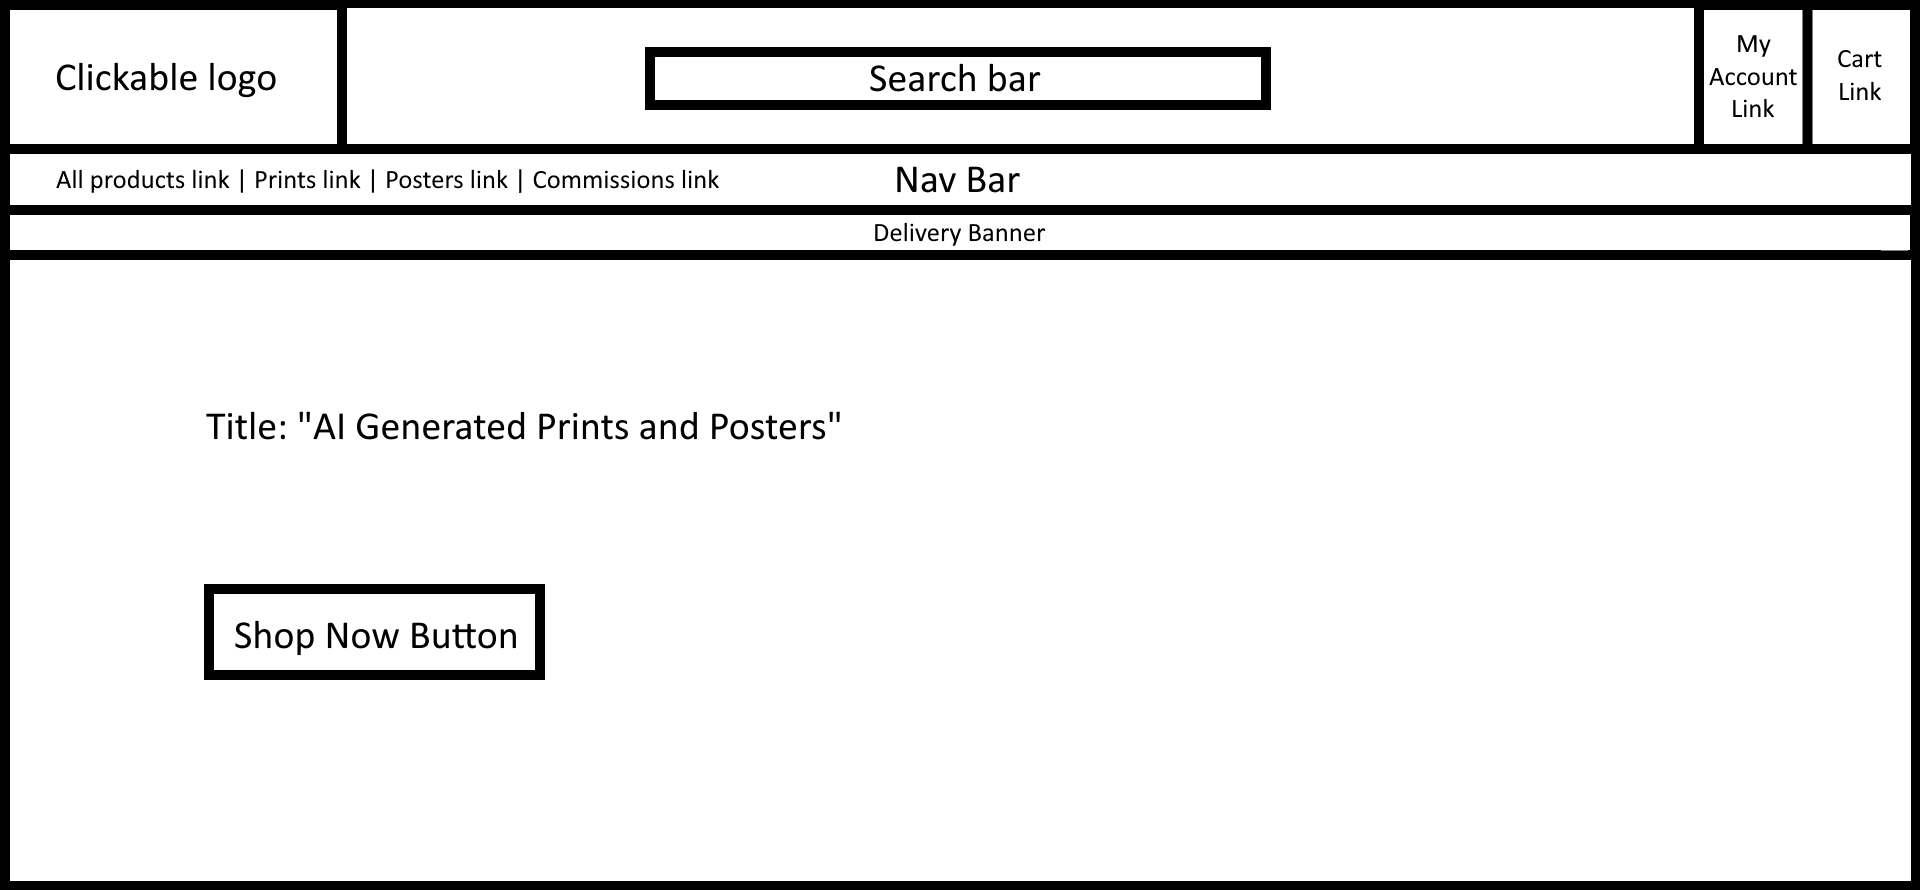 Clickable logo
Search bar
My
Account
Link
Cart
Link
All products link | Prints link | Posters link | Commissions link
Nav Bar
Delivery Banner
Title: "AI Generated Prints and Posters"
Shop Now Button